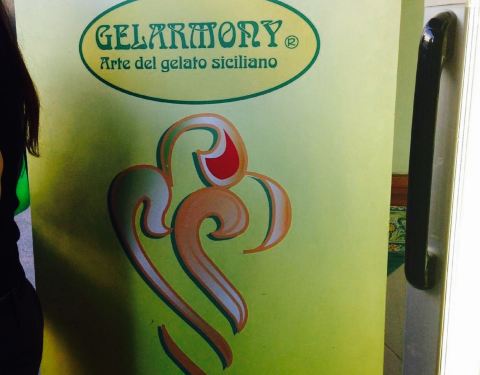 GELARMONY ®
Arte del gelato siciliano